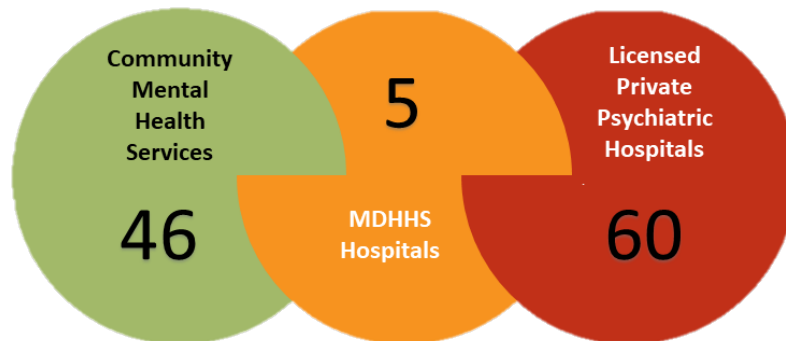 Community
Mental
Health
Services
46
5
MDHHS
Hospitals
Licensed
Private
Psychiatric
Hospitals
60